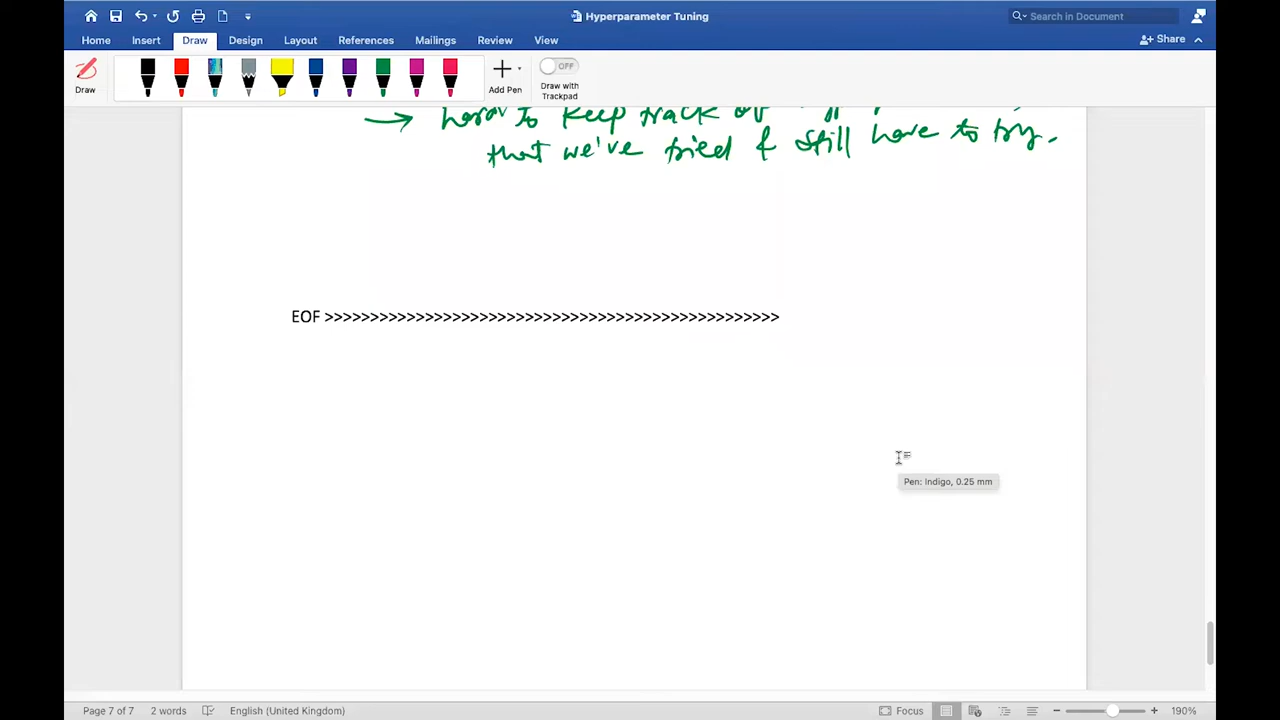 Hyperparameter Tuning
Search in Document
Home Insert Draw Design Layout References Mailings Review View
Share
Draw
Add Pen
OFF
Draw with
Trackpad
→ hard to keep track of
that we've tried & still have to try.
EOF >>>>>>>>>>>>>>>>>>>>>>>>>>>>>>>>>>>>>>>>>>>>>>>>>>
Pen: Indigo, 0.25 mm
Page 7 of 7 2 words English (United Kingdom) Focus 190%